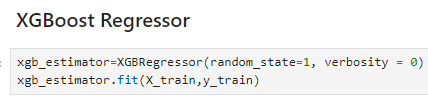 XGBoost Regressor
xgb_estimator=XGBRegressor(random_state=1, verbosity = 0)
xgb_estimator.fit(X_train,y_train)